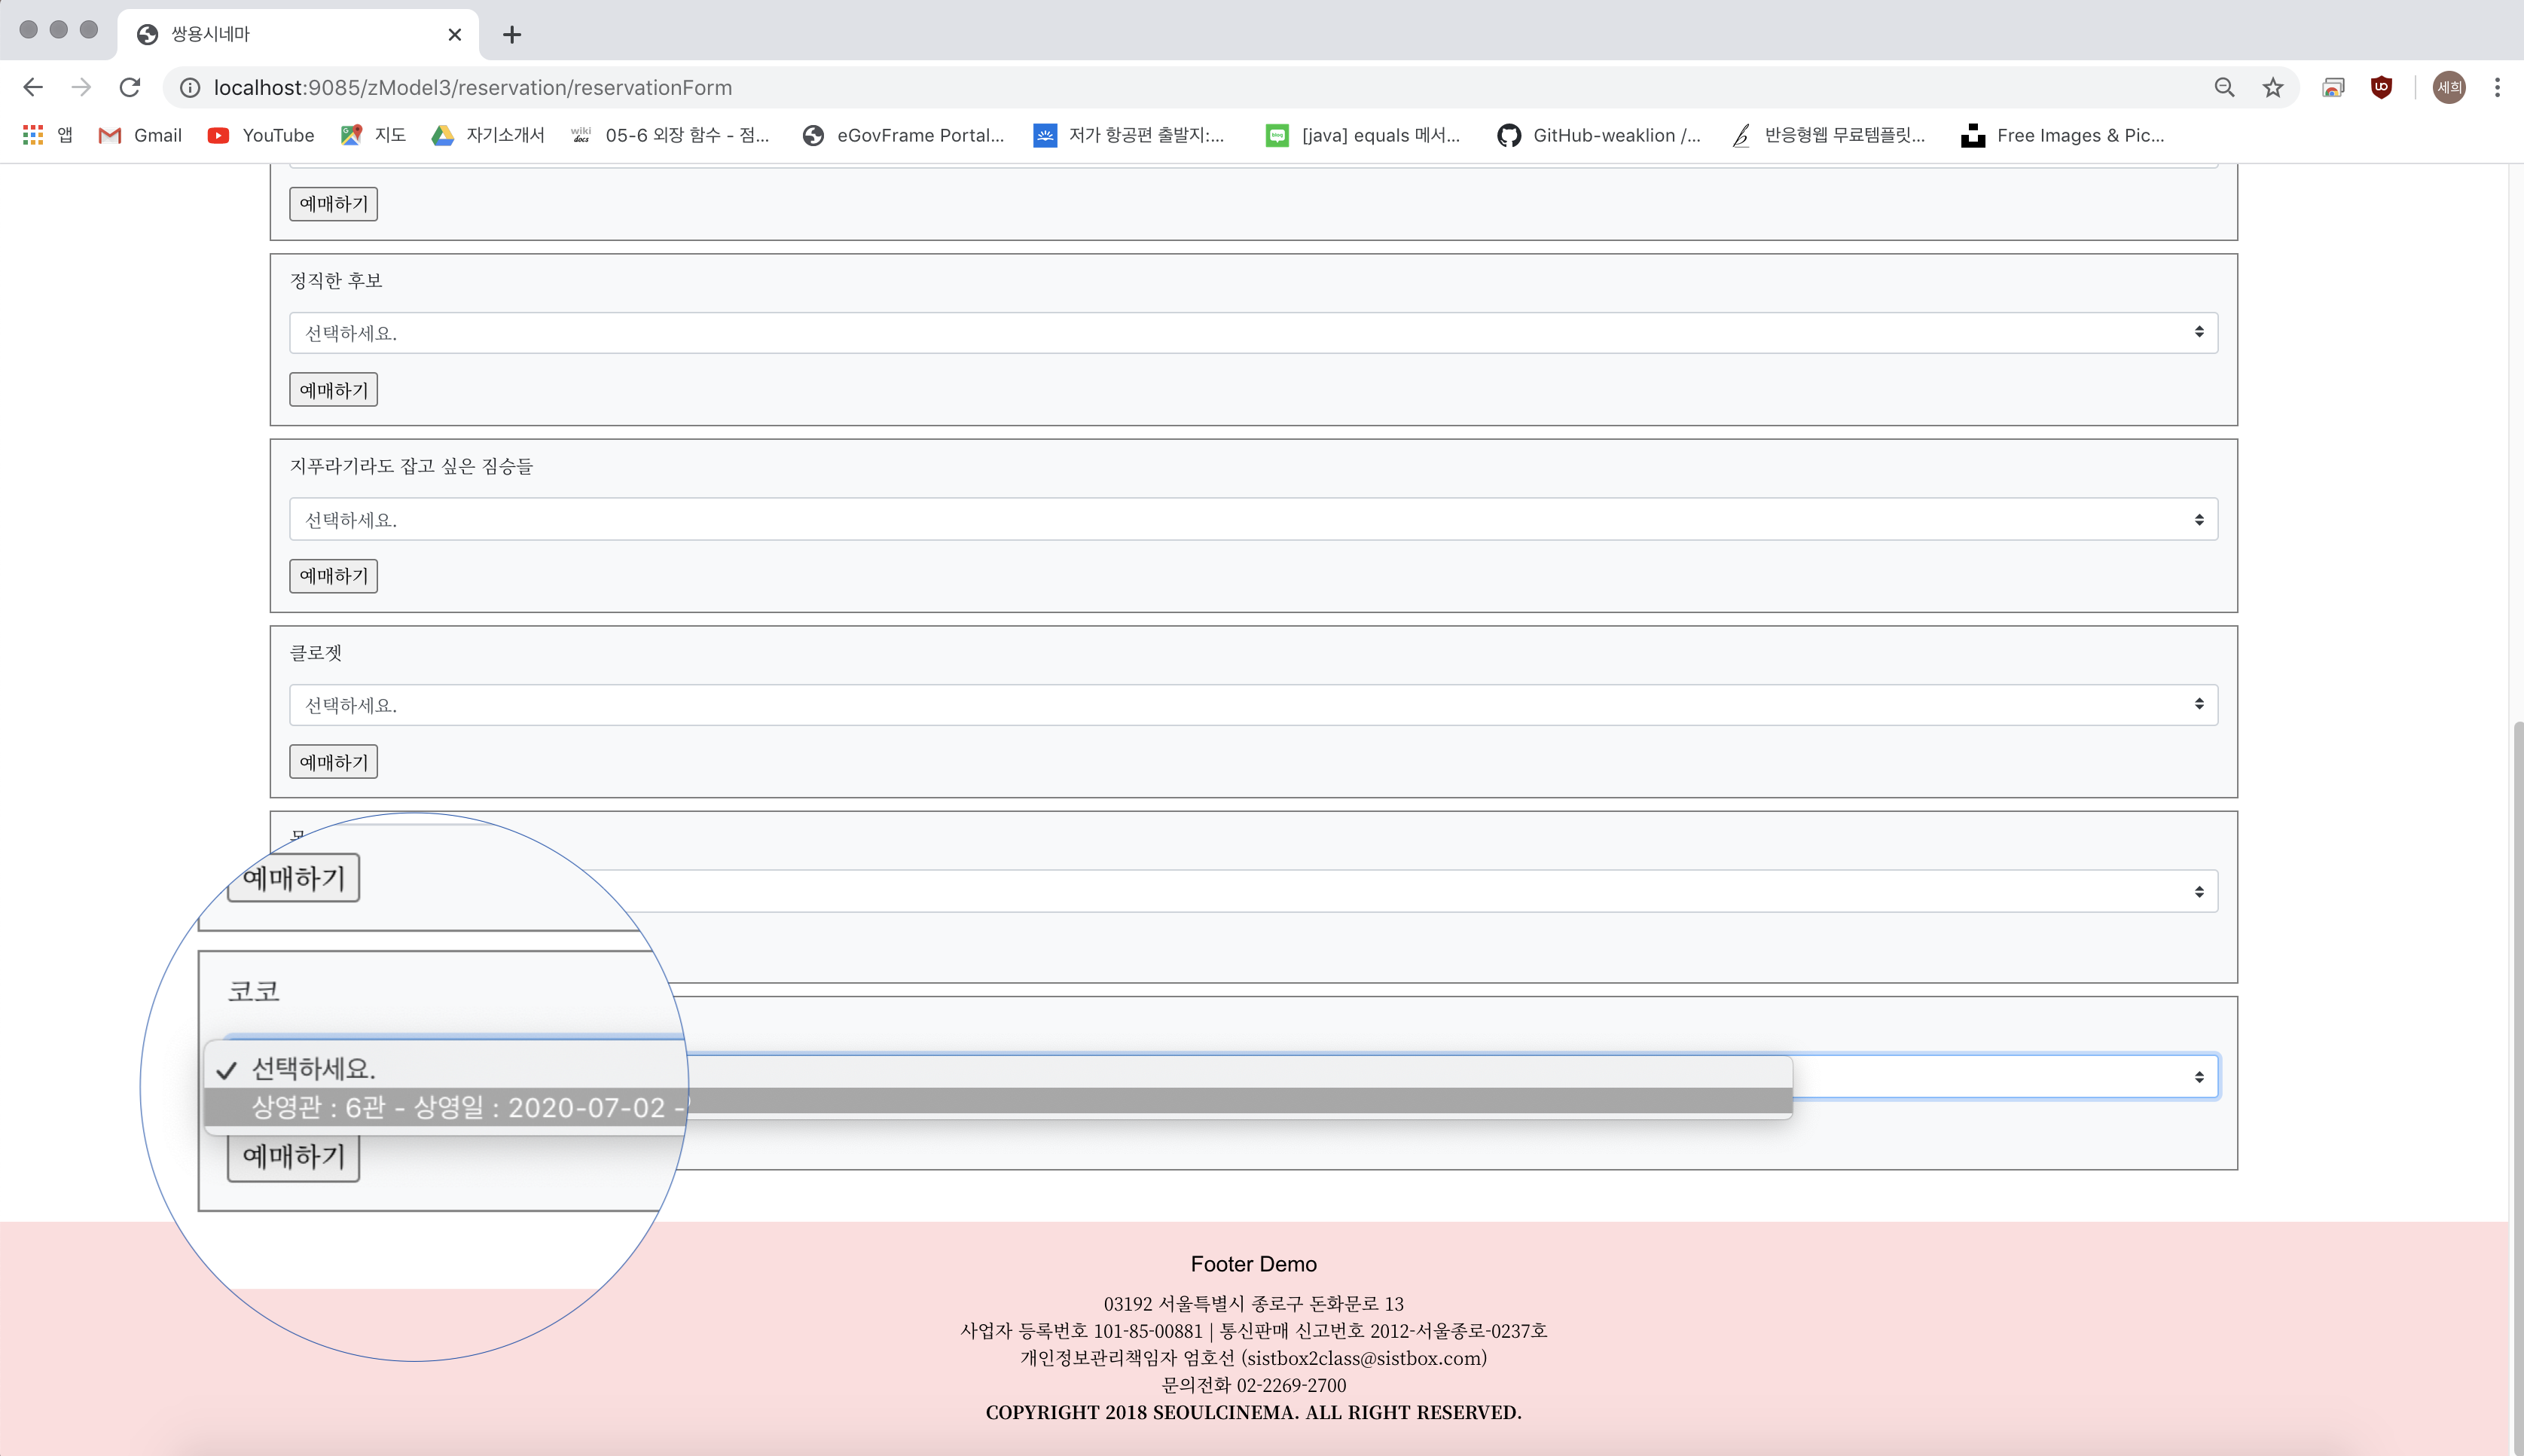 쌍용시네마
localhost:9085/zModel3/reservation/reservationForm
세희
앱 Gmail YouTube 지도 자기소개서 wiki docs 05-6 외장 함수 - 점... eGovFrame Portal... 저가 항공편 출발지:... [java] equals 메서... GitHub-weaklion /... 반응형웹 무료템플릿... Free Images & Pic...
예매하기
정직한 후보
선택하세요.
예매하기
지푸라기라도 잡고 싶은 짐승들
선택하세요.
예매하기
클로젯
선택하세요.
예매하기
예매하기
코코
✓ 선택하세요.
상영관 : 6관 - 상영일 : 2020-07-02 -
예매하기
Footer Demo
03192 서울특별시 종로구 돈화문로 13
사업자 등록번호 101-85-00881 | 통신판매 신고번호 2012-서울종로-0237호
개인정보관리책임자 엄호선 (sistbox2class@sistbox.com)
문의전화 02-2269-2700
COPYRIGHT 2018 SEOULCINEMA. ALL RIGHT RESERVED.